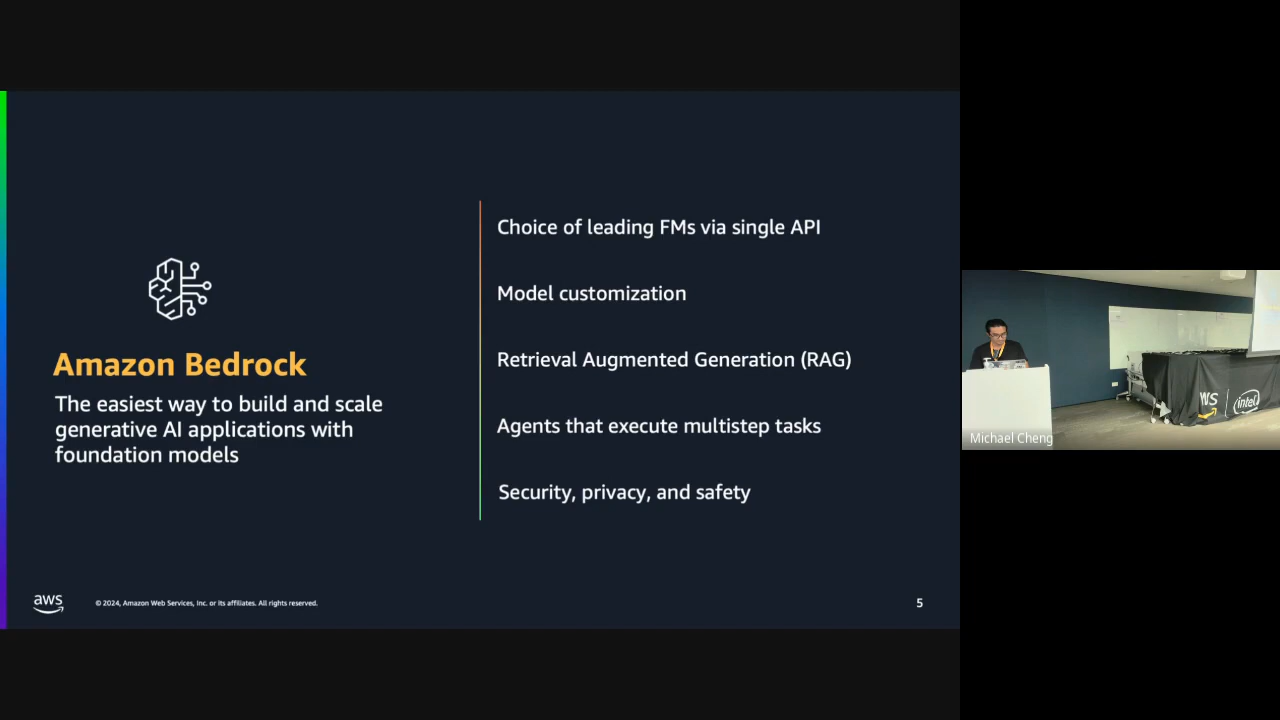 Amazon Bedrock
The easiest way to build and scale
generative AI applications with
foundation models
Choice of leading FMs via single API
Model customization
Retrieval Augmented Generation (RAG)
Agents that execute multistep tasks
Security, privacy, and safety
aws
© 2024, Amazon Web Services, Inc. or its affiliates. All rights reserved.
5
intel
Michael Cheng